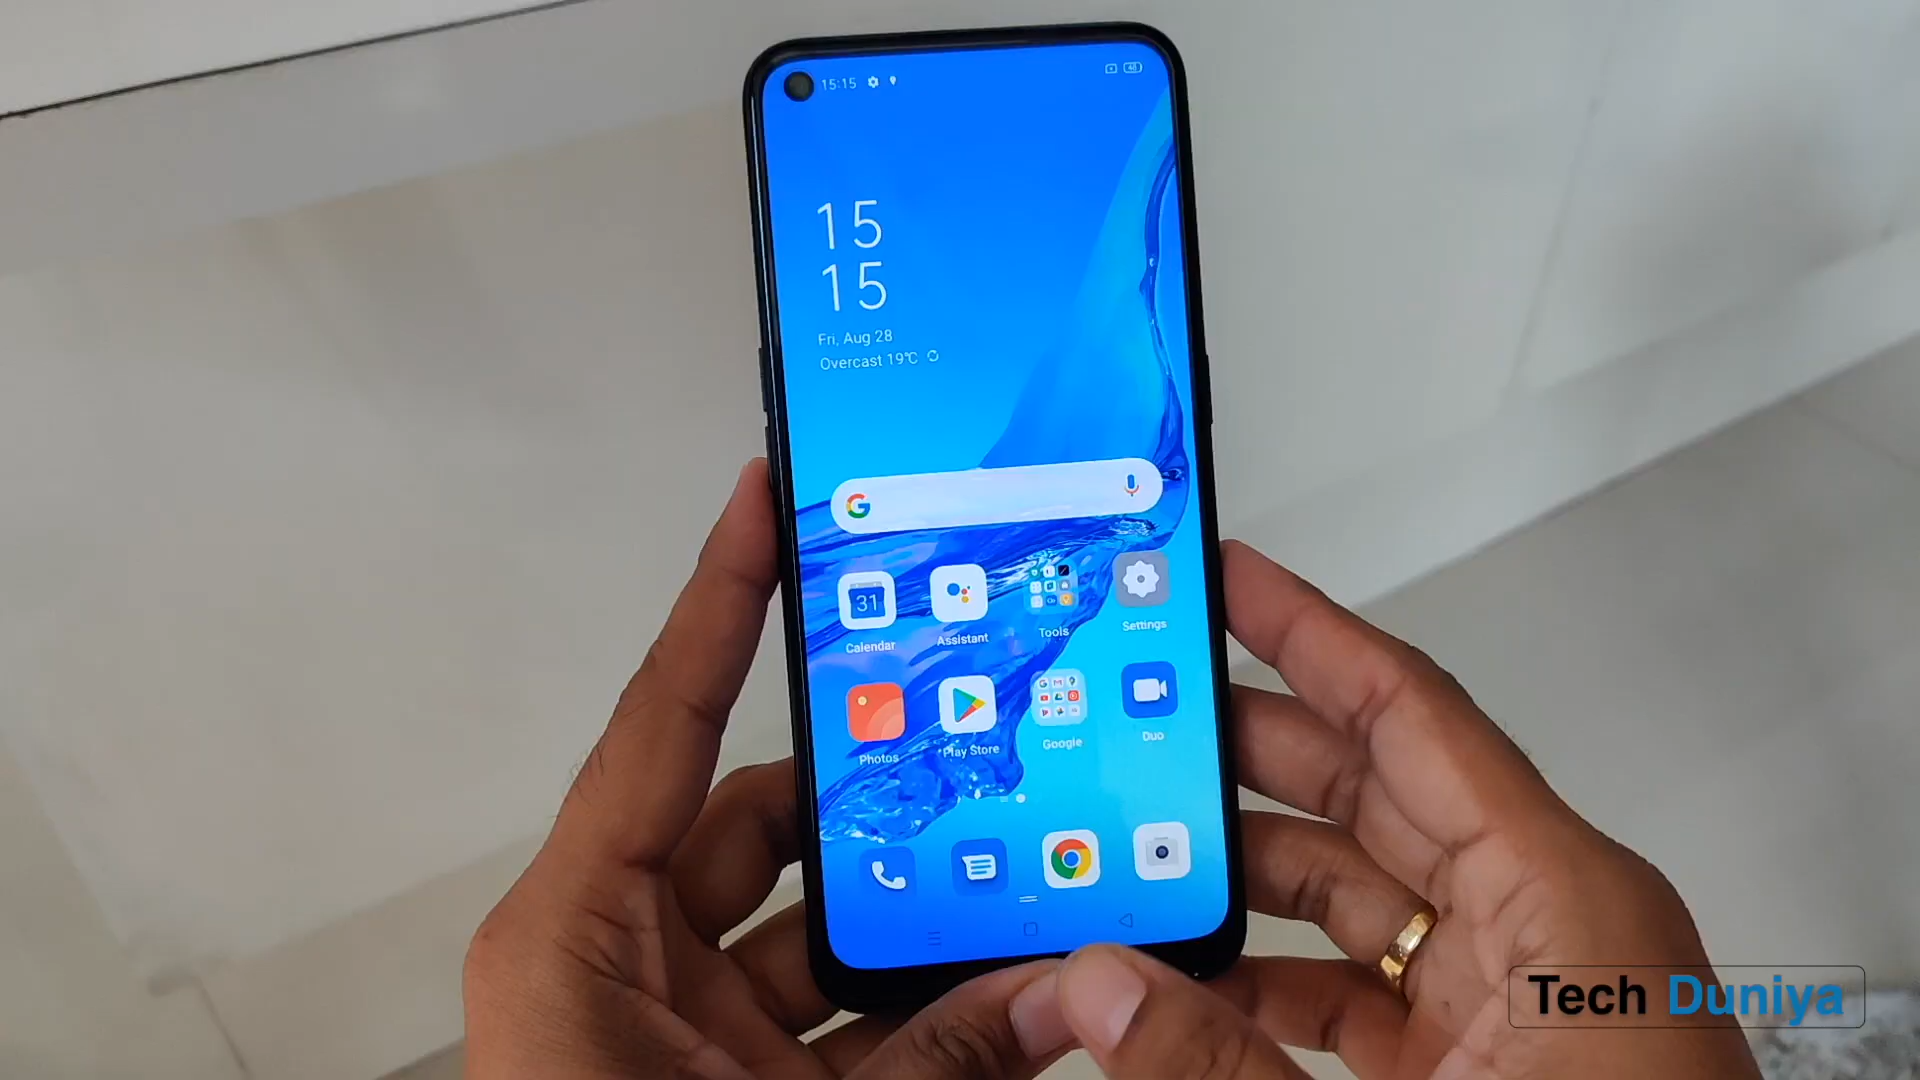 15:15
48
15
15
Fri, Aug 28
Overcast 19℃
31
Calendar
Assistant
Tools
Settings
Photos
Play Store
Google
Duo
Tech Duniya